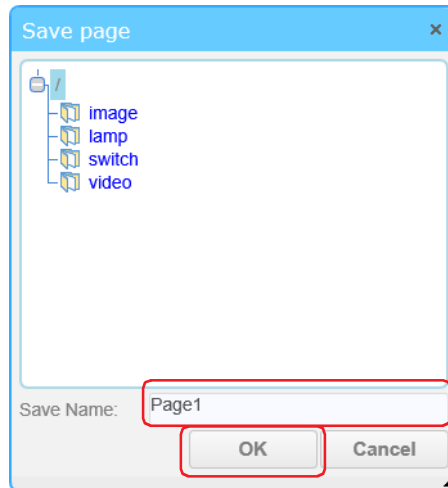 Save page ×
/
image
lamp
switch
video
Save Name: Page1
OK Cancel